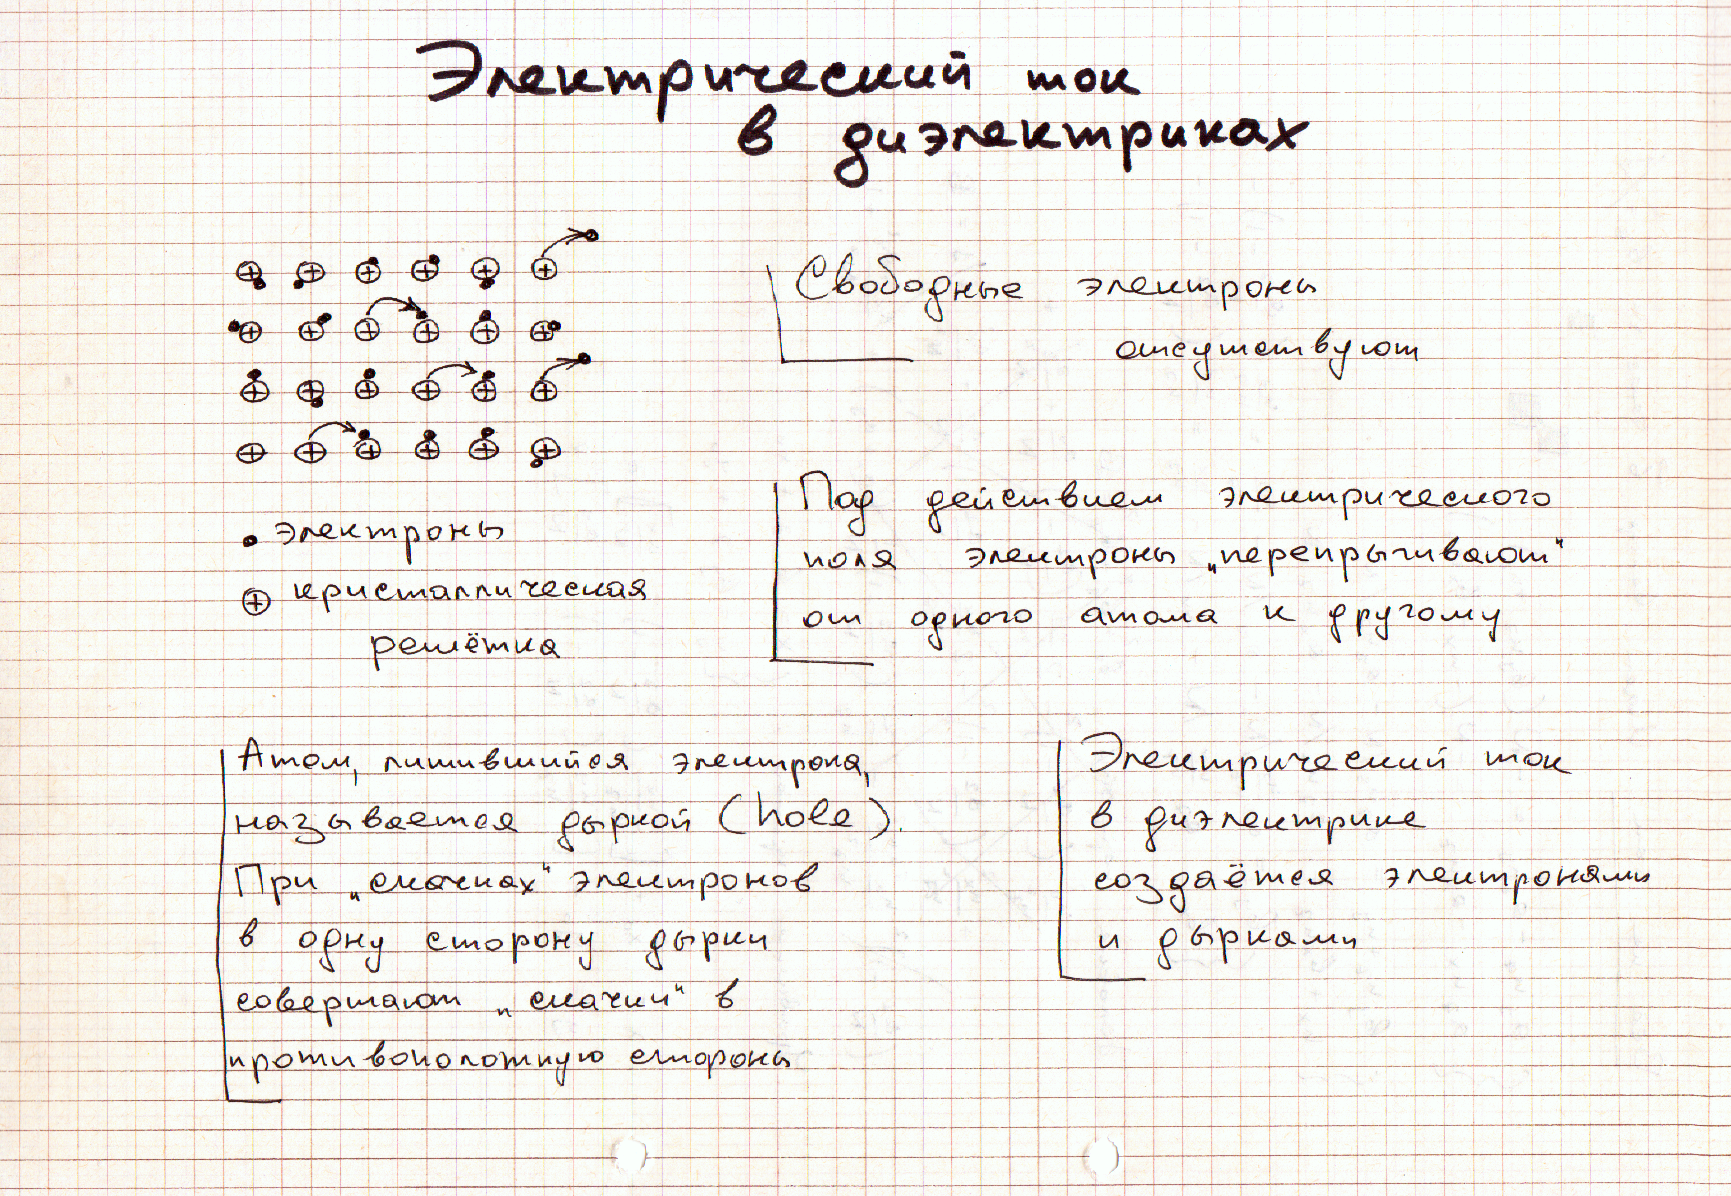 Электрический ток
в диэлектриках
Свободные электроны
отсутствуют
электроны
кристаллическая
решётка
Под действием электрического
поля электроны „перепрыгивают“
от одного атома к другому
Атом, лишившийся электрона,
называется дыркой (hole).
При „скачках“ электронов
в одну сторону дырки
совершают „скачки“ в
противоположную стороны
Электрический ток
в диэлектрике
создаётся электронами
и дырками